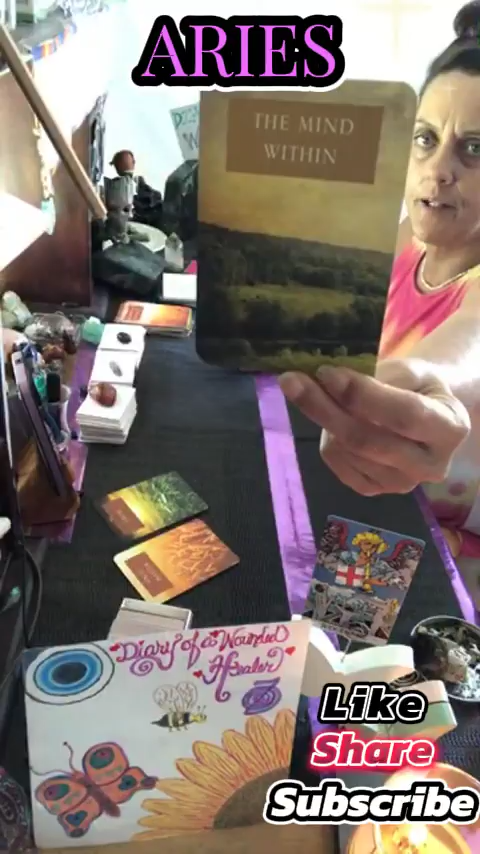 ARIES
THE MIND
WITHIN
Diary of a Wounded
Healer
Like
Share
Subscribe